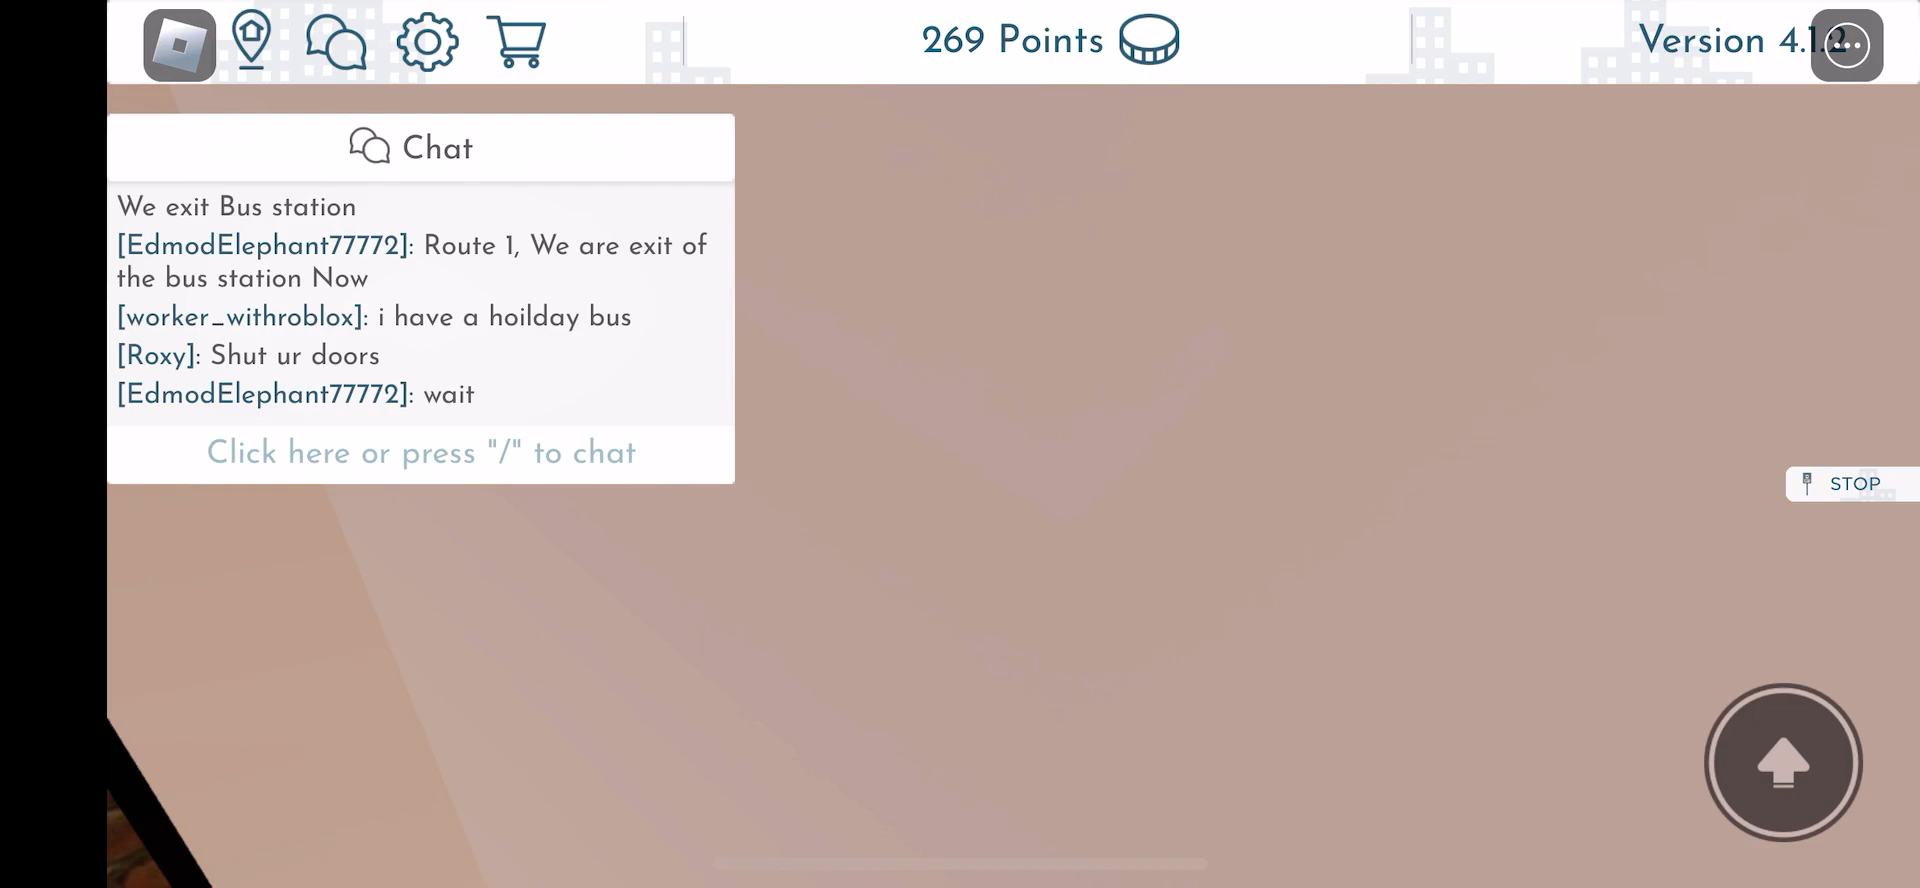 269 Points
Version 4.1.2
Chat
We exit Bus station
[EdmodElephant77772]: Route 1, We are exit of
the bus station Now
[worker_withroblox]: i have a hoilday bus
[Roxy]: Shut ur doors
[EdmodElephant77772]: wait
Click here or press "/" to chat
STOP